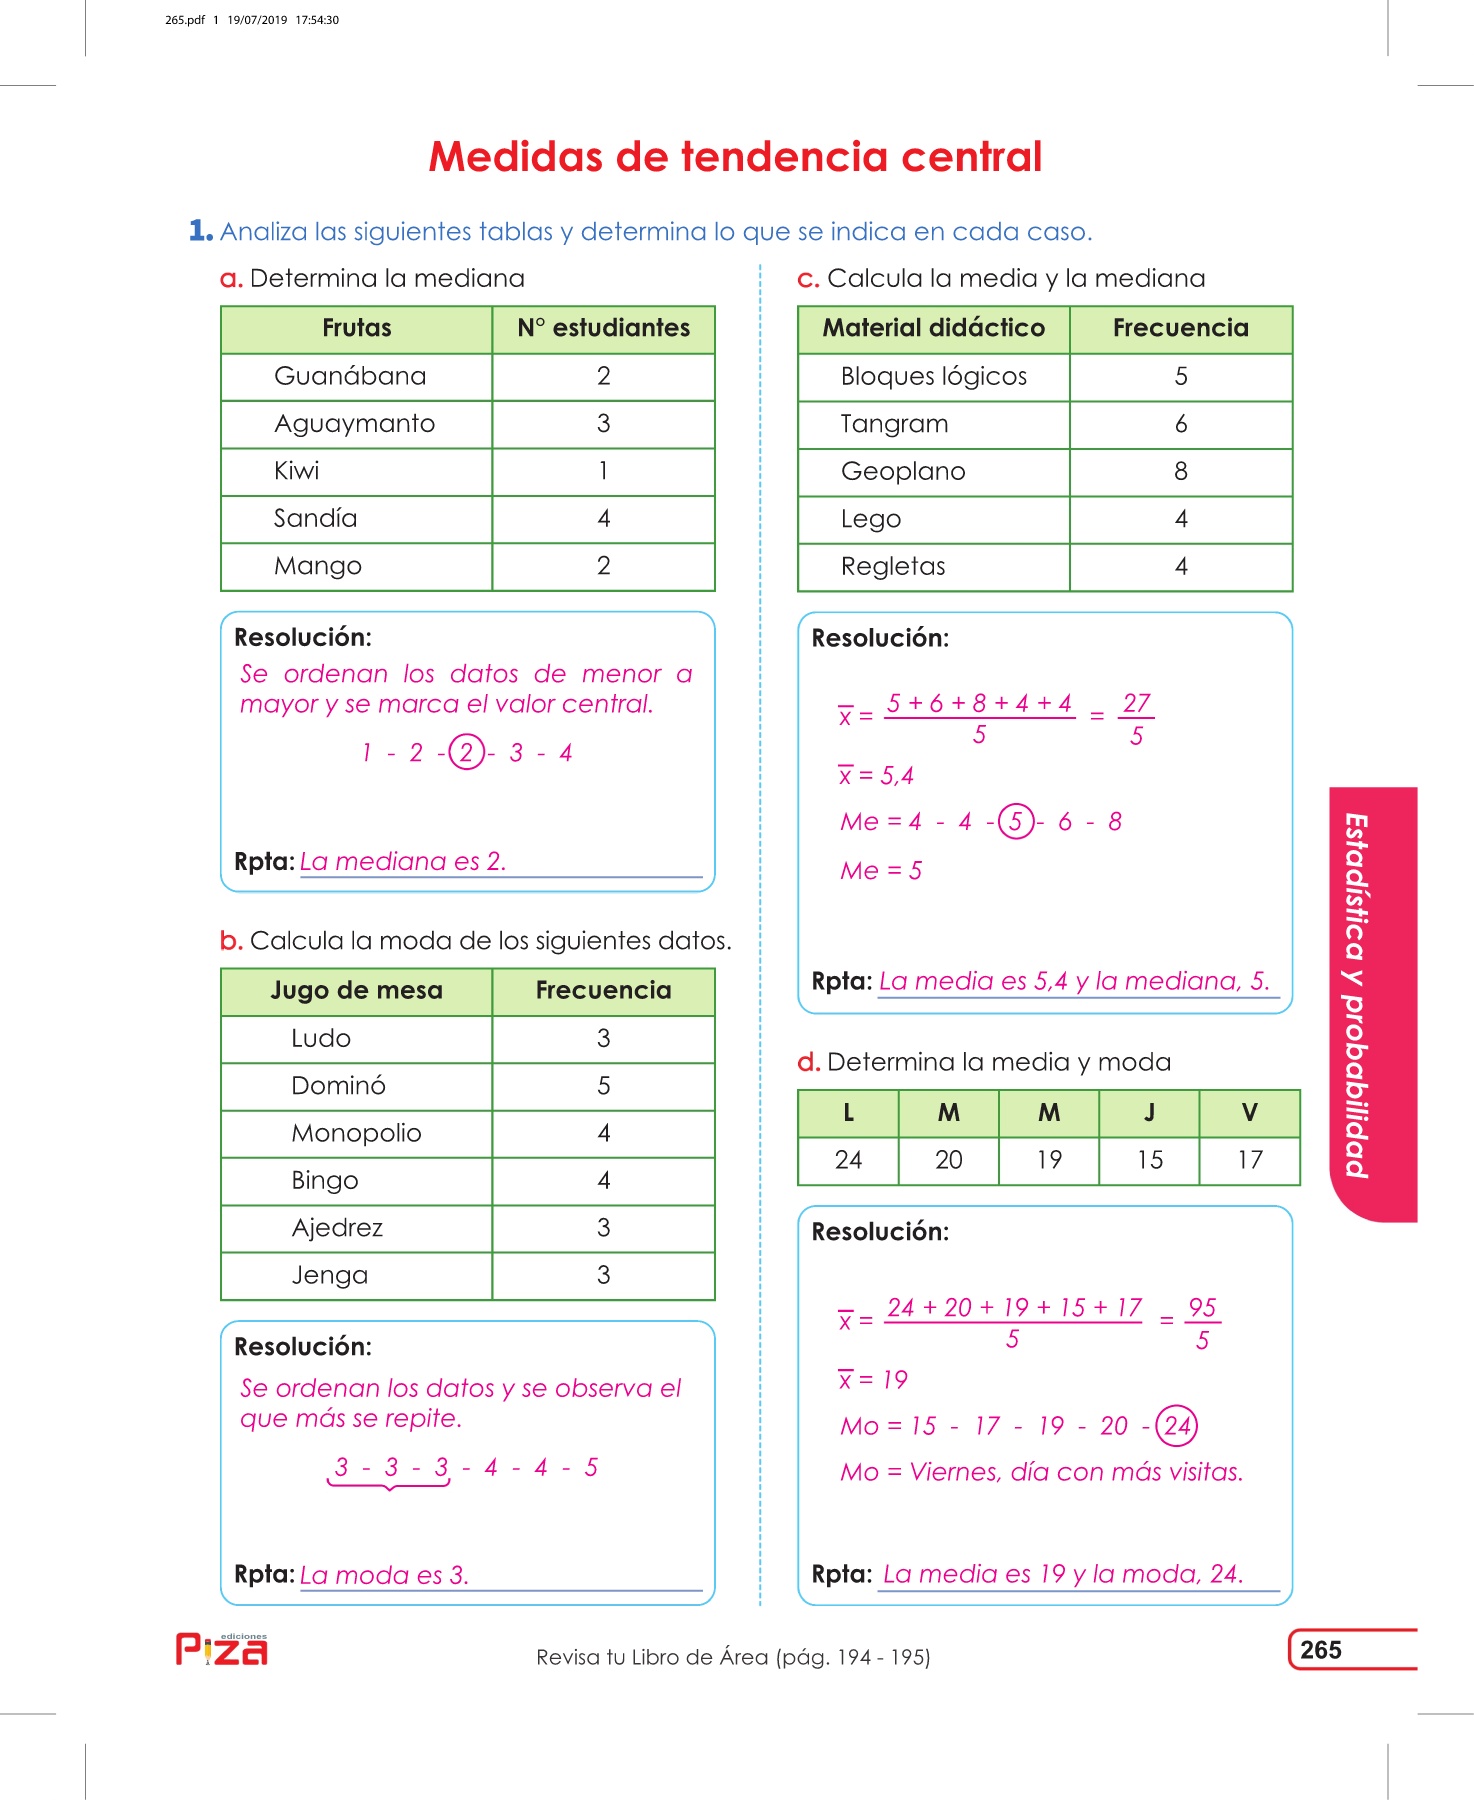 265.pdf 1 19/07/2019 17:54:30
Medidas de tendencia central
1. Analiza las siguientes tablas y determina lo que se indica en cada caso.
a. Determina la mediana
Frutas N° estudiantes
Guanábana 2
Aguaymanto 3
Kiwi 1
Sandía 4
Mango 2
Resolución:
Se ordenan los datos de menor a
mayor y se marca el valor central.
1 - 2 - 2 - 3 - 4
Rpta: La mediana es 2.
b. Calcula la moda de los siguientes datos.
Jugo de mesa Frecuencia
Ludo 3
Dominó 5
Monopolio 4
Bingo 4
Ajedrez 3
Jenga 3
Resolución:
Se ordenan los datos y se observa el
que más se repite.
3 - 3 - 3 - 4 - 4 - 5
Rpta: La moda es 3.
c. Calcula la media y la mediana
Material didáctico Frecuencia
Bloques lógicos 5
Tangram 6
Geoplano 8
Lego 4
Regletas 4
Resolución:
x̅ = 5 + 6 + 8 + 4 + 4 / 5 = 27 / 5
x̅ = 5,4
Me = 4 - 4 - 5 - 6 - 8
Me = 5
Rpta: La media es 5,4 y la mediana, 5.
d. Determina la media y moda
L M M J V
24 20 19 15 17
Resolución:
x̅ = 24 + 20 + 19 + 15 + 17 / 5 = 95 / 5
x̅ = 19
Mo = 15 - 17 - 19 - 20 - 24
Mo = Viernes, día con más visitas.
Rpta: La media es 19 y la moda, 24.
Estadística y probabilidad
ediciones
Piza
Revisa tu Libro de Área (pág. 194 - 195)
265